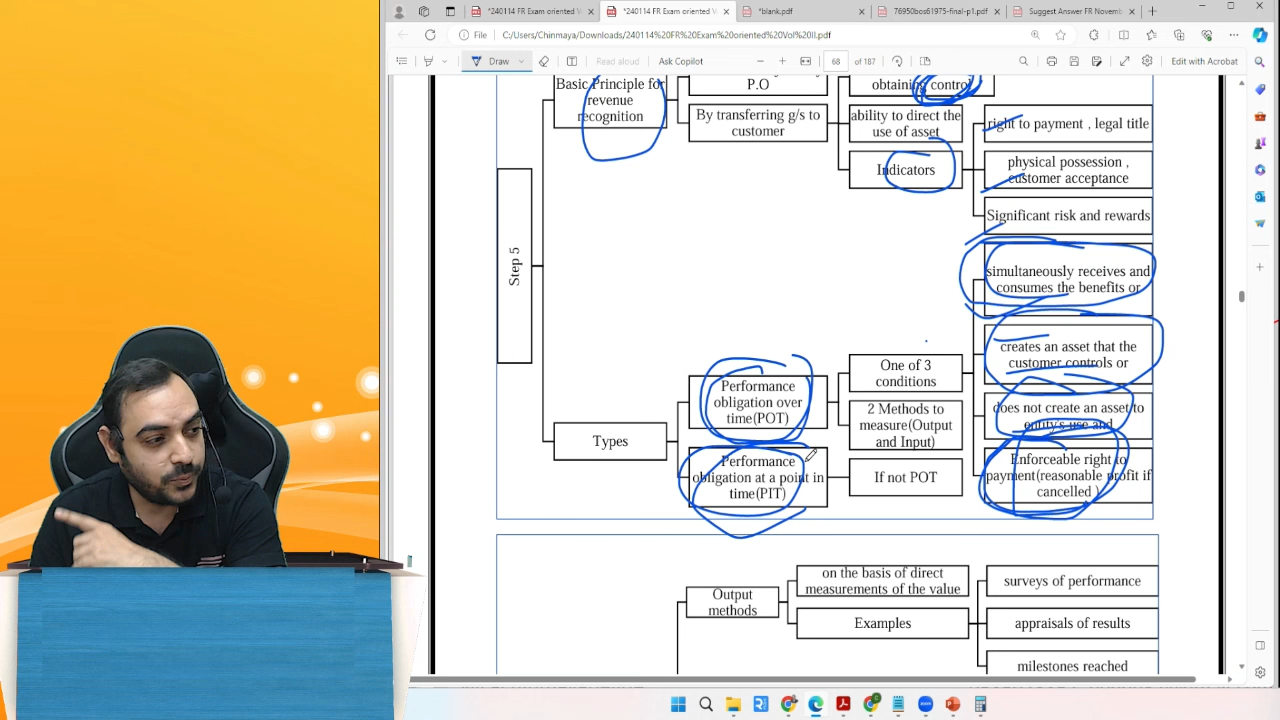 *240114 FR Exam oriented V
*240114 FR Exam oriented V
*blank.pdf
76950bos61975-final-p1.pdf
Suggest Answer FR Novemb
File
C:/Users/Chinmaya/Downloads/240114%20FR%20Exam%20oriented%20Vol%20II.pdf
Draw
Read aloud
Ask Copilot
68 of 187
Edit with Acrobat
Basic Principle for
revenue
recognition
P.O
By transferring g/s to
customer
obtaining control
ability to direct the
use of asset
Indicators
right to payment , legal title
physical possession ,
customer acceptance
Significant risk and rewards
Step 5
Types
Performance
obligation over
time(POT)
Performance
obligation at a point in
time(PIT)
One of 3
conditions
2 Methods to
measure(Output
and Input)
If not POT
simultaneously receives and
consumes the benefits or
creates an asset that the
customer controls or
does not create an asset to
entity's use and
Enforceable right to
payment(reasonable profit if
cancelled )
Output
methods
on the basis of direct
measurements of the value
Examples
surveys of performance
appraisals of results
milestones reached